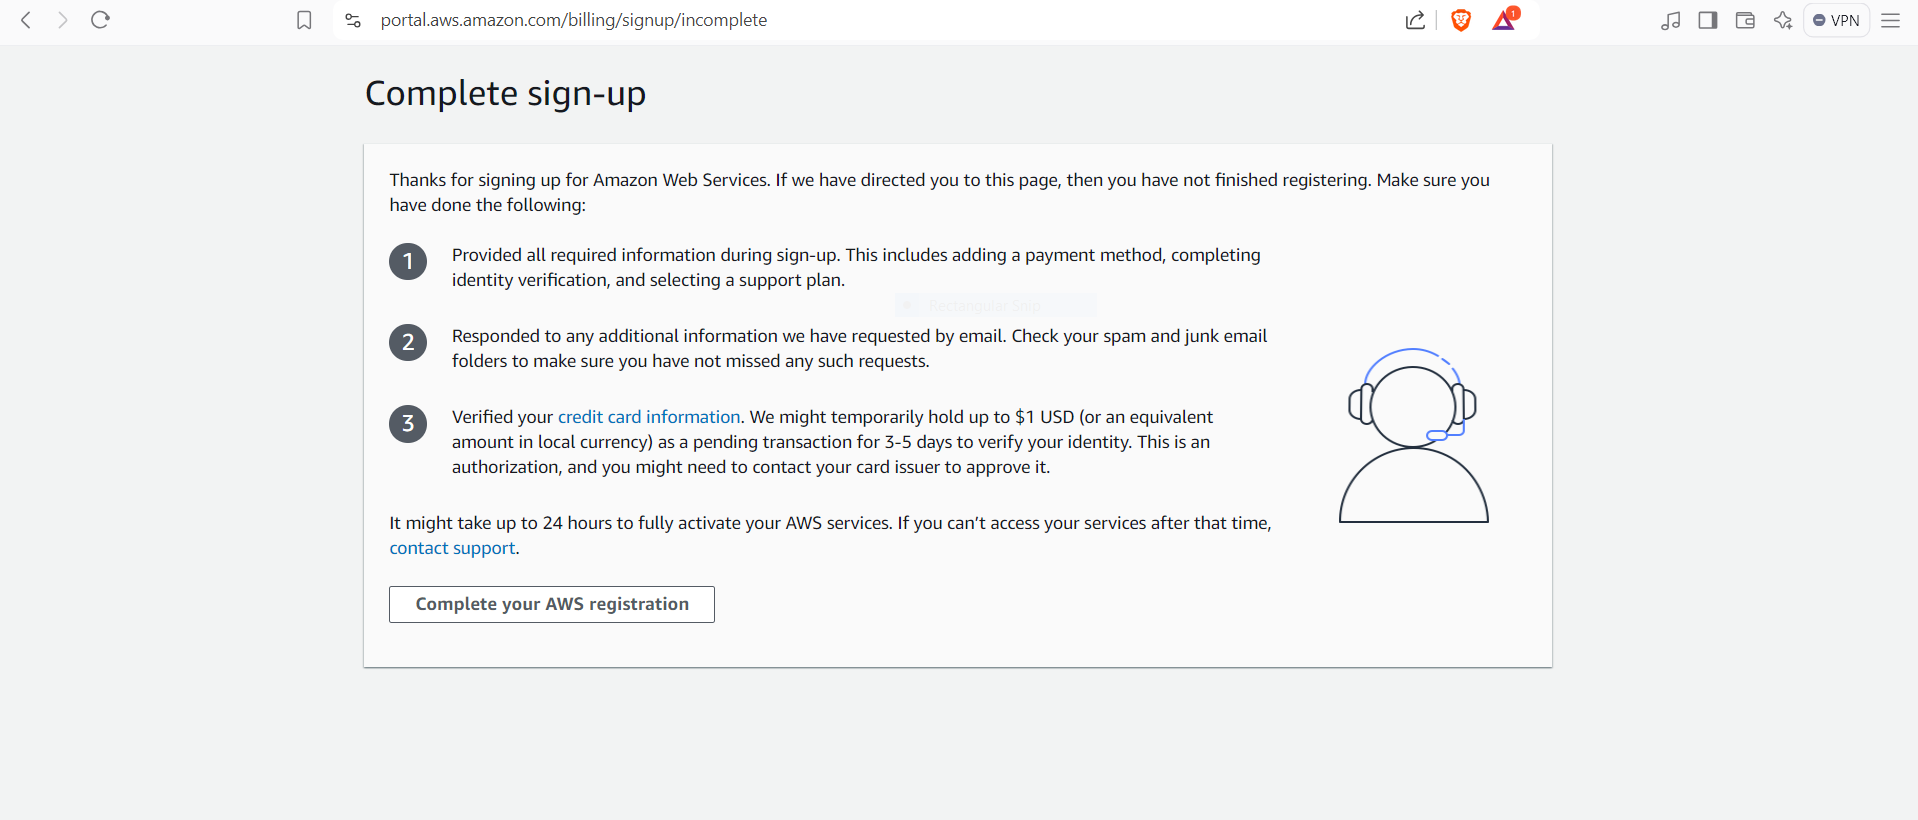 portal.aws.amazon.com/billing/signup/incomplete
1
VPN
Complete sign-up
Thanks for signing up for Amazon Web Services. If we have directed you to this page, then you have not finished registering. Make sure you
have done the following:
1
Provided all required information during sign-up. This includes adding a payment method, completing
identity verification, and selecting a support plan.
Rectangular Snip
2
Responded to any additional information we have requested by email. Check your spam and junk email
folders to make sure you have not missed any such requests.
3
Verified your credit card information. We might temporarily hold up to $1 USD (or an equivalent
amount in local currency) as a pending transaction for 3-5 days to verify your identity. This is an
authorization, and you might need to contact your card issuer to approve it.
It might take up to 24 hours to fully activate your AWS services. If you can’t access your services after that time,
contact support.
Complete your AWS registration